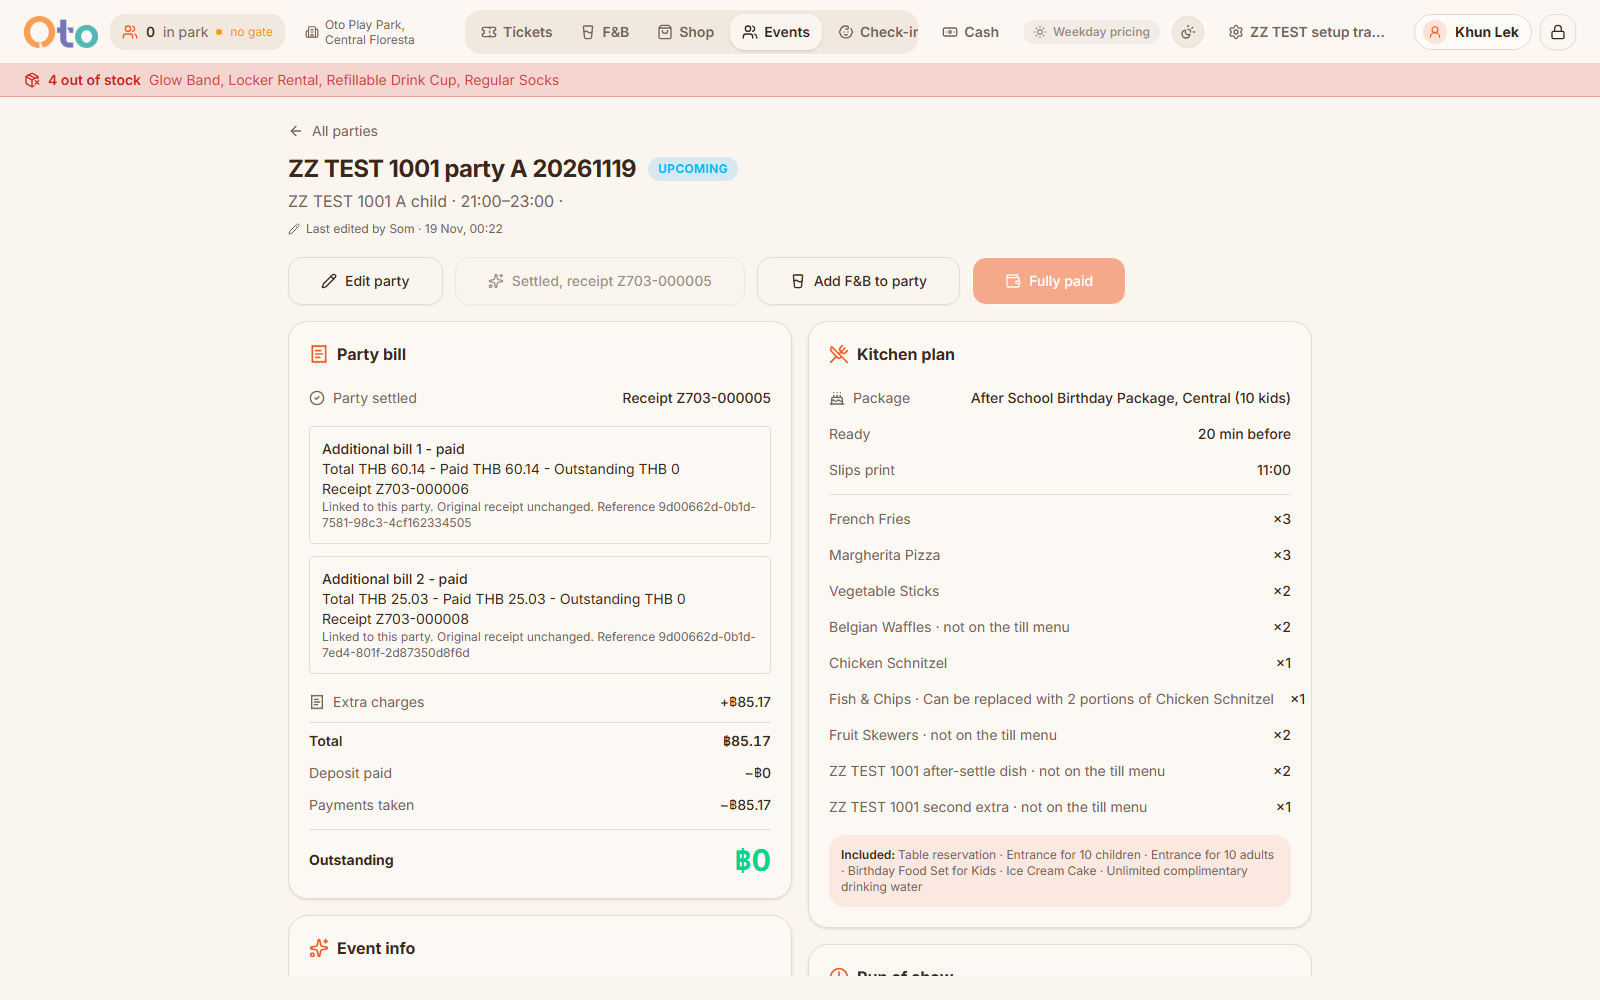 Oto
0 in park • no gate
Oto Play Park,
Central Floresta
Tickets
F&B
Shop
Events
Check-in
Cash
Weekday pricing
ZZ TEST setup tra...
Khun Lek
4 out of stock Glow Band, Locker Rental, Refillable Drink Cup, Regular Socks
All parties
ZZ TEST 1001 party A 20261119 UPCOMING
ZZ TEST 1001 A child · 21:00–23:00 ·
Last edited by Som · 19 Nov, 00:22
Edit party
Settled, receipt Z703-000005
Add F&B to party
Fully paid
Party bill
Party settled Receipt Z703-000005
Additional bill 1 - paid
Total THB 60.14 - Paid THB 60.14 - Outstanding THB 0
Receipt Z703-000006
Linked to this party. Original receipt unchanged. Reference 9d00662d-0b1d-
7581-98c3-4cf162334505
Additional bill 2 - paid
Total THB 25.03 - Paid THB 25.03 - Outstanding THB 0
Receipt Z703-000008
Linked to this party. Original receipt unchanged. Reference 9d00662d-0b1d-
7ed4-801f-2d87350d8f6d
Extra charges +฿85.17
Total ฿85.17
Deposit paid –฿0
Payments taken –฿85.17
Outstanding ฿0
Event info
Kitchen plan
Package After School Birthday Package, Central (10 kids)
Ready 20 min before
Slips print 11:00
French Fries ×3
Margherita Pizza ×3
Vegetable Sticks ×2
Belgian Waffles · not on the till menu ×2
Chicken Schnitzel ×1
Fish & Chips · Can be replaced with 2 portions of Chicken Schnitzel ×1
Fruit Skewers · not on the till menu ×2
ZZ TEST 1001 after-settle dish · not on the till menu ×2
ZZ TEST 1001 second extra · not on the till menu ×1
Included: Table reservation · Entrance for 10 children · Entrance for 10 adults
· Birthday Food Set for Kids · Ice Cream Cake · Unlimited complimentary
drinking water
Run of show